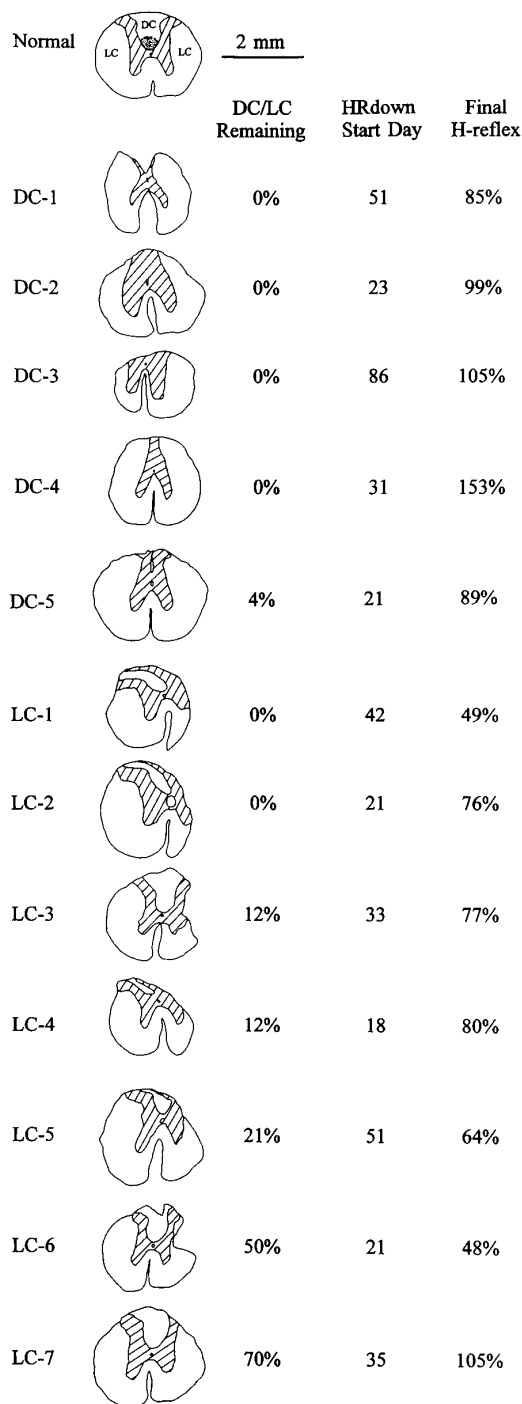 Normal DC LC LC 2 mm
DC/LC HRdown Final
Remaining Start Day H-reflex
DC-1 0% 51 85%
DC-2 0% 23 99%
DC-3 0% 86 105%
DC-4 0% 31 153%
DC-5 4% 21 89%
LC-1 0% 42 49%
LC-2 0% 21 76%
LC-3 12% 33 77%
LC-4 12% 18 80%
LC-5 21% 51 64%
LC-6 50% 21 48%
LC-7 70% 35 105%